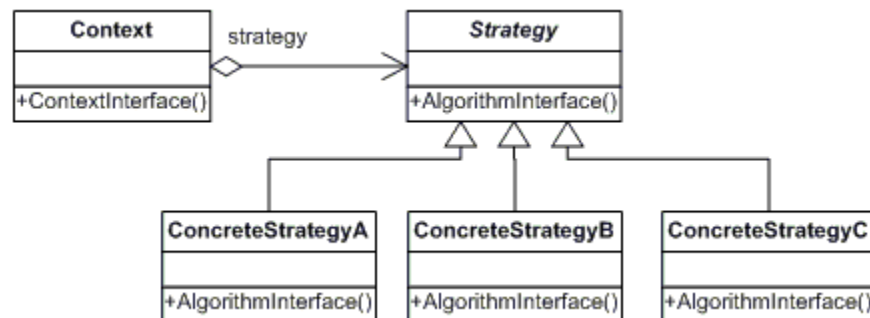 Context
strategy
Strategy
+ContextInterface()
+AlgorithmInterface()
ConcreteStrategyA
ConcreteStrategyB
ConcreteStrategyC
+AlgorithmInterface()
+AlgorithmInterface()
+AlgorithmInterface()